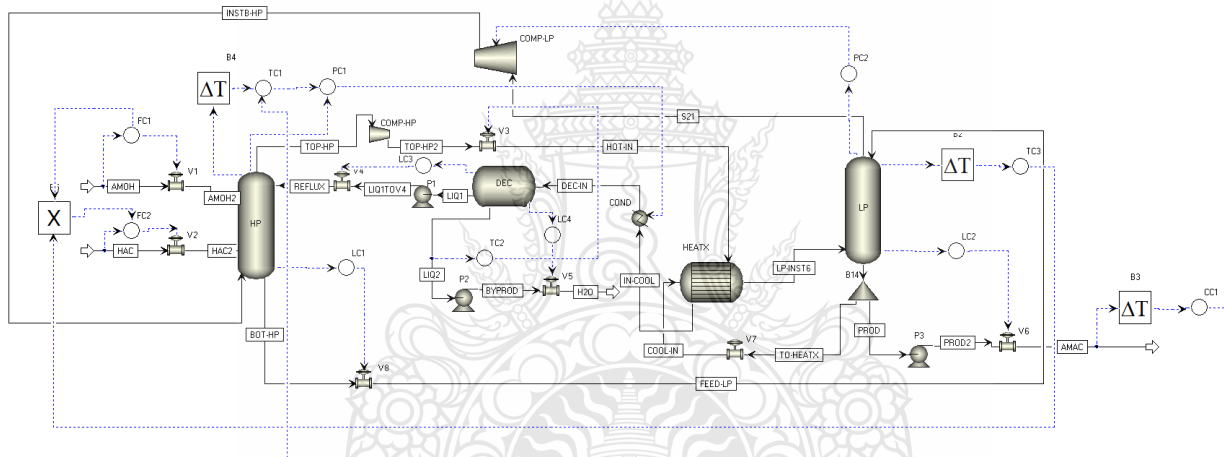 INSTB-HP
COMP-LP
B4
ΔT
TC1
PC1
PC2
FC1
V1
AMOH
AMOH2
X
FC2
V2
HAC
HAC2
HP
TOP-HP
COMP-HP
TOP-HP2
V3
HOT-IN
S21
LC3
V4
REFLUX
LIQ1TOV4
P1
LIQ1
DEC
DEC-IN
COND
LC4
TC2
LIQ2
P2
BYPROD
V5
H2O
IN-COOL
HEATX
LP-INST6
COOL-IN
V7
TO-HEATX
LC1
BOT-HP
V8
FEED-LP
LP
B2
ΔT
TC3
LC2
B14
PROD
P3
PROD2
V6
AMAC
B3
ΔT
CC1